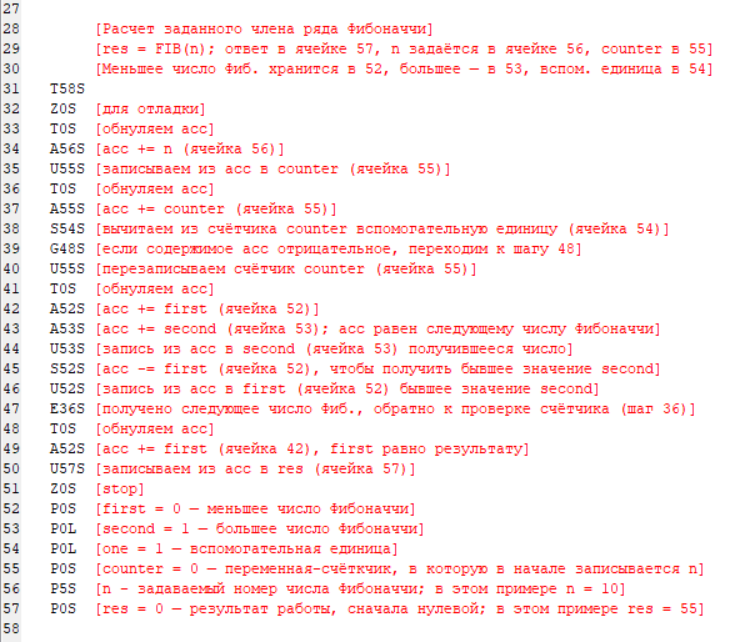 27
28 [Расчет заданного члена ряда Фибоначчи]
29 [res = FIB(n); ответ в ячейке 57, n задаётся в ячейке 56, counter в 55]
30 [Меньшее число Фиб. хранится в 52, большее — в 53, вспом. единица в 54]
31 T58S
32 Z0S [для отладки]
33 T0S [обнуляем acc]
34 A56S [acc += n (ячейка 56)]
35 U55S [записываем из acc в counter (ячейка 55)]
36 T0S [обнуляем acc]
37 A55S [acc += counter (ячейка 55)]
38 S54S [вычитаем из счётчика counter вспомогательную единицу (ячейка 54)]
39 G48S [если содержимое acc отрицательное, переходим к шагу 48]
40 U55S [перезаписываем счётчик counter (ячейка 55)]
41 T0S [обнуляем acc]
42 A52S [acc += first (ячейка 52)]
43 A53S [acc += second (ячейка 53); acc равен следующему числу Фибоначчи]
44 U53S [запись из acc в second (ячейка 53) получившееся число]
45 S52S [acc -= first (ячейка 52), чтобы получить бывшее значение second]
46 U52S [запись из acc в first (ячейка 52) бывшее значение second]
47 E36S [получено следующее число Фиб., обратно к проверке счётчика (шаг 36)]
48 T0S [обнуляем acc]
49 A52S [acc += first (ячейка 42), first равно результату]
50 U57S [записываем из acc в res (ячейка 57)]
51 Z0S [stop]
52 P0S [first = 0 — меньшее число Фибоначчи]
53 P0L [second = 1 — большее число Фибоначчи]
54 P0L [one = 1 — вспомогательная единица]
55 P0S [counter = 0 — переменная-счёткчик, в которую в начале записывается n]
56 P5S [n - задаваемый номер числа Фибоначчи; в этом примере n = 10]
57 P0S [res = 0 — результат работы, сначала нулевой; в этом примере res = 55]
58